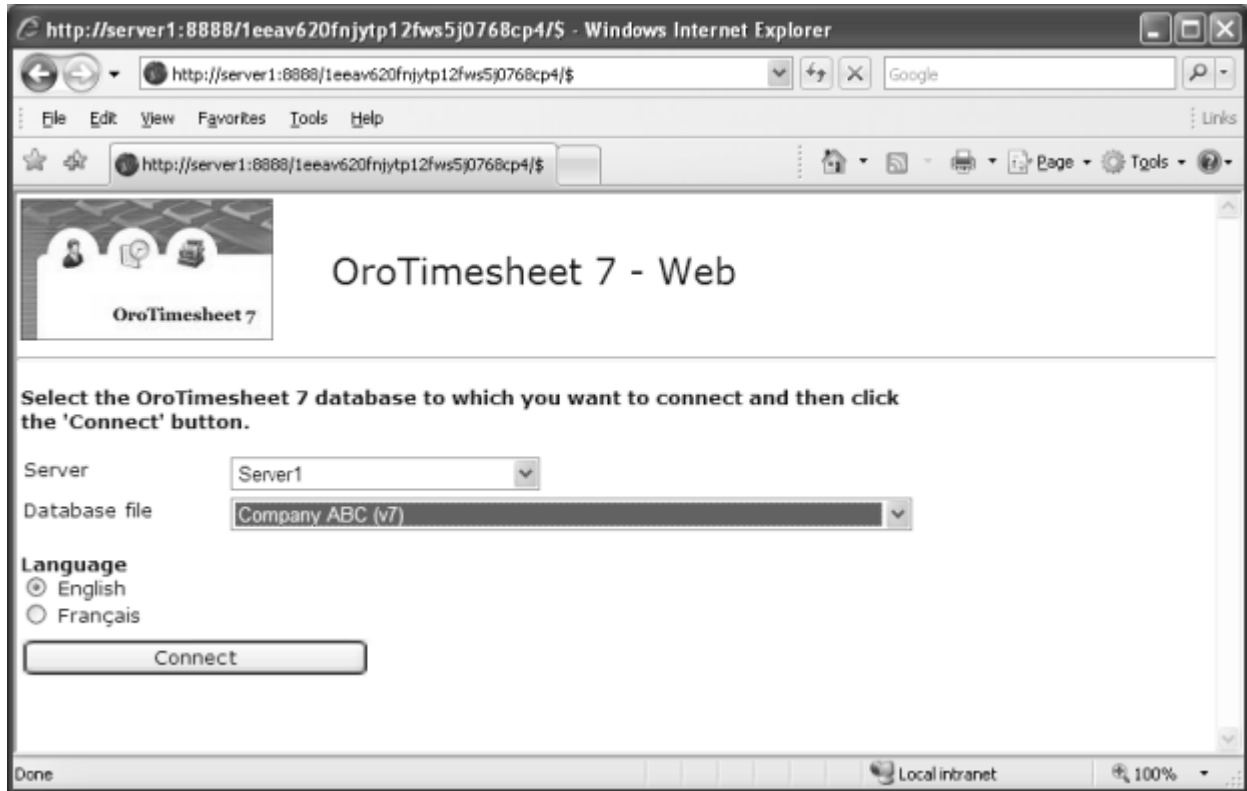 http://server1:8888/1eeav620fnjytp12fws5j0768cp4/$ - Windows Internet Explorer
http://server1:8888/1eeav620fnjytp12fws5j0768cp4/$
Google
File Edit View Favorites Tools Help
Links
http://server1:8888/1eeav620fnjytp12fws5j0768cp4/$
Page Tools
OroTimesheet 7
OroTimesheet 7 - Web
Select the OroTimesheet 7 database to which you want to connect and then click
the 'Connect' button.
Server
Server1
Database file
Company ABC (v7)
Language
English
Français
Connect
Done
Local intranet
100%